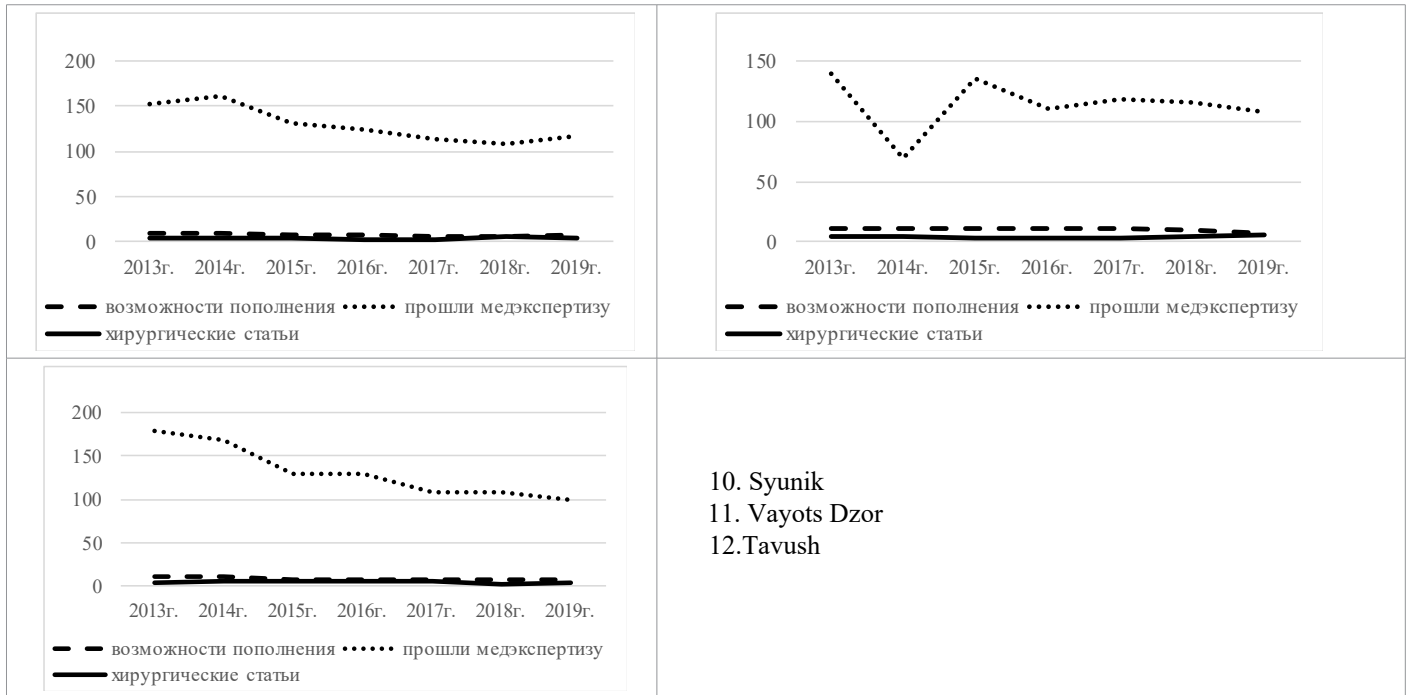 200
150
100
50
0
2013г. 2014г. 2015г. 2016г. 2017г. 2018г. 2019г.
возможности пополнения прошли медэкспертизу
хирургические статьи
150
100
50
0
2013г. 2014г. 2015г. 2016г. 2017г. 2018г. 2019г.
возможности пополнения прошли медэкспертизу
хирургические статьи
200
150
100
50
0
2013г. 2014г. 2015г. 2016г. 2017г. 2018г. 2019г.
возможности пополнения прошли медэкспертизу
хирургические статьи
10. Syunik
11. Vayots Dzor
12.Tavush